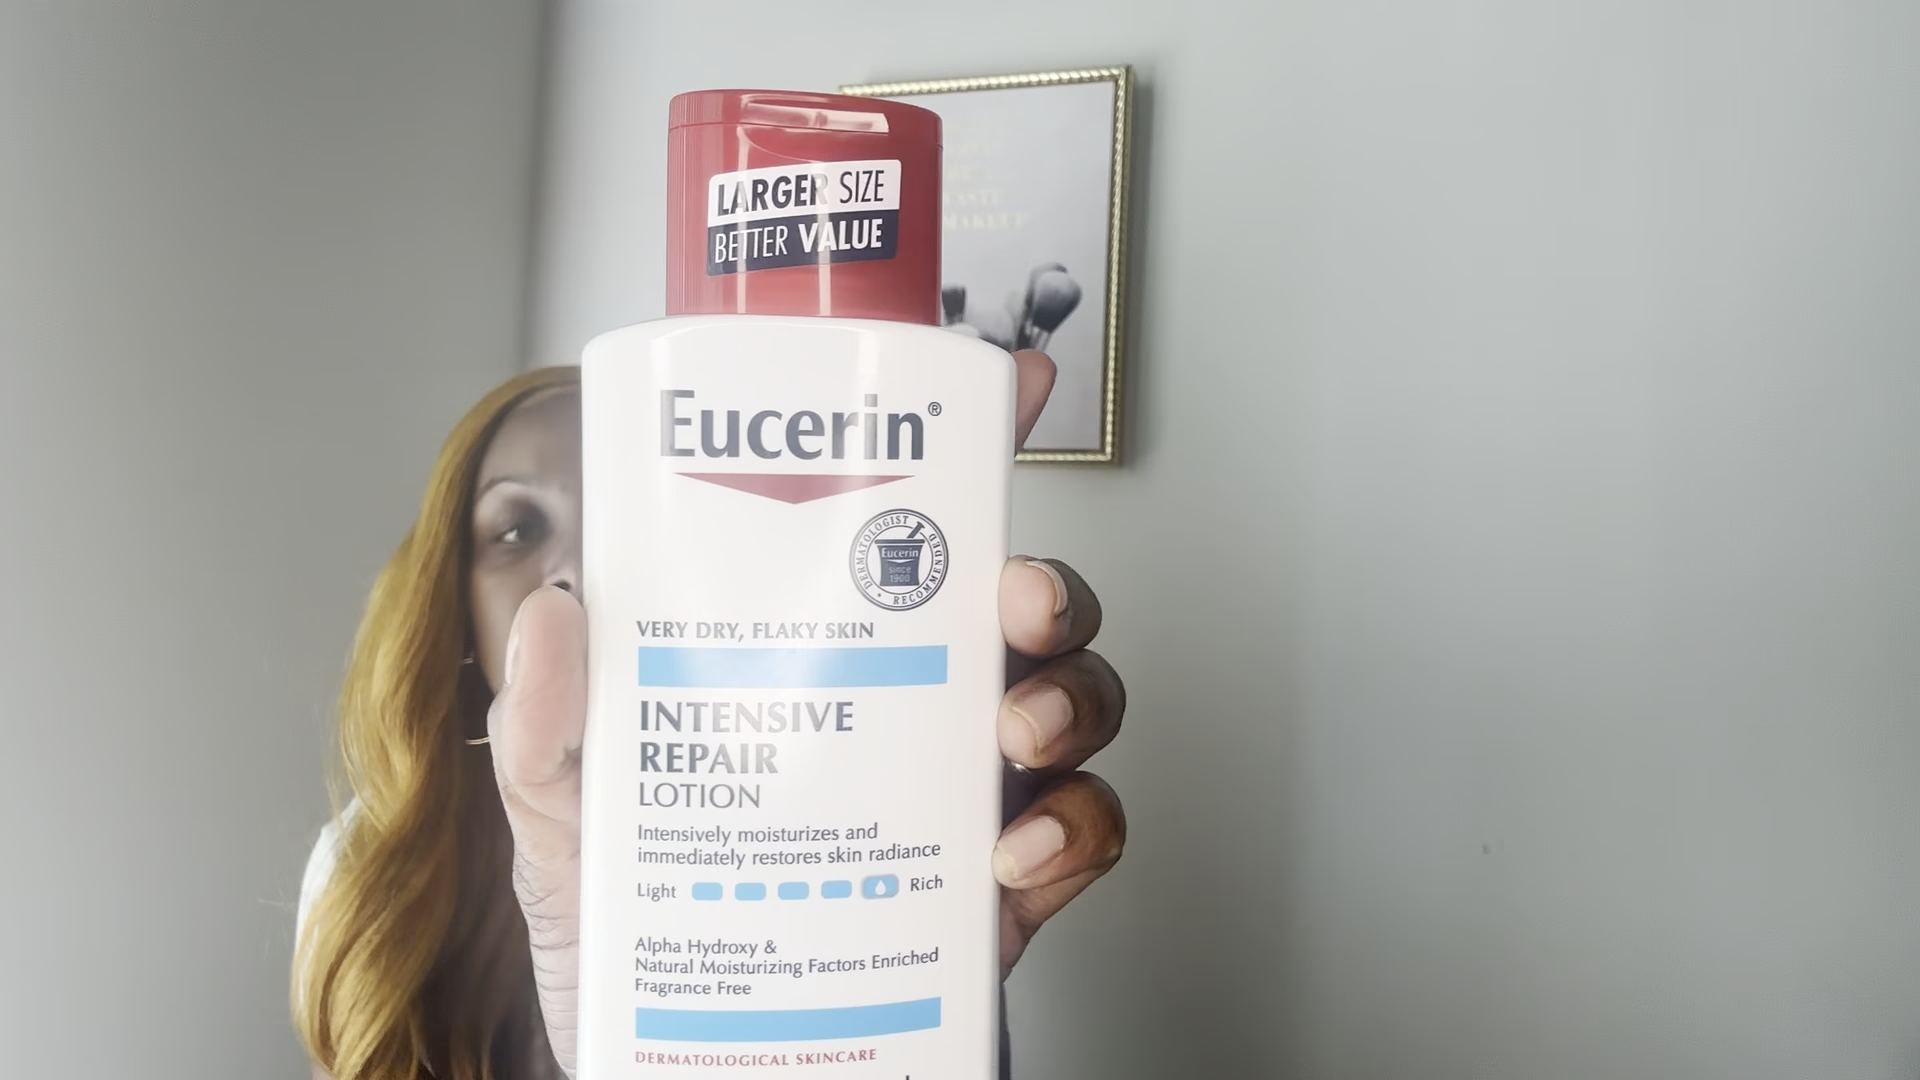 LARGER SIZE
BETTER VALUE
Eucerin®
DERMATOLOGIST RECOMMENDED
Eucerin
since
1900
VERY DRY, FLAKY SKIN
INTENSIVE
REPAIR
LOTION
Intensively moisturizes and
immediately restores skin radiance
Light Rich
Alpha Hydroxy &
Natural Moisturizing Factors Enriched
Fragrance Free
DERMATOLOGICAL SKINCARE
MAKEUP